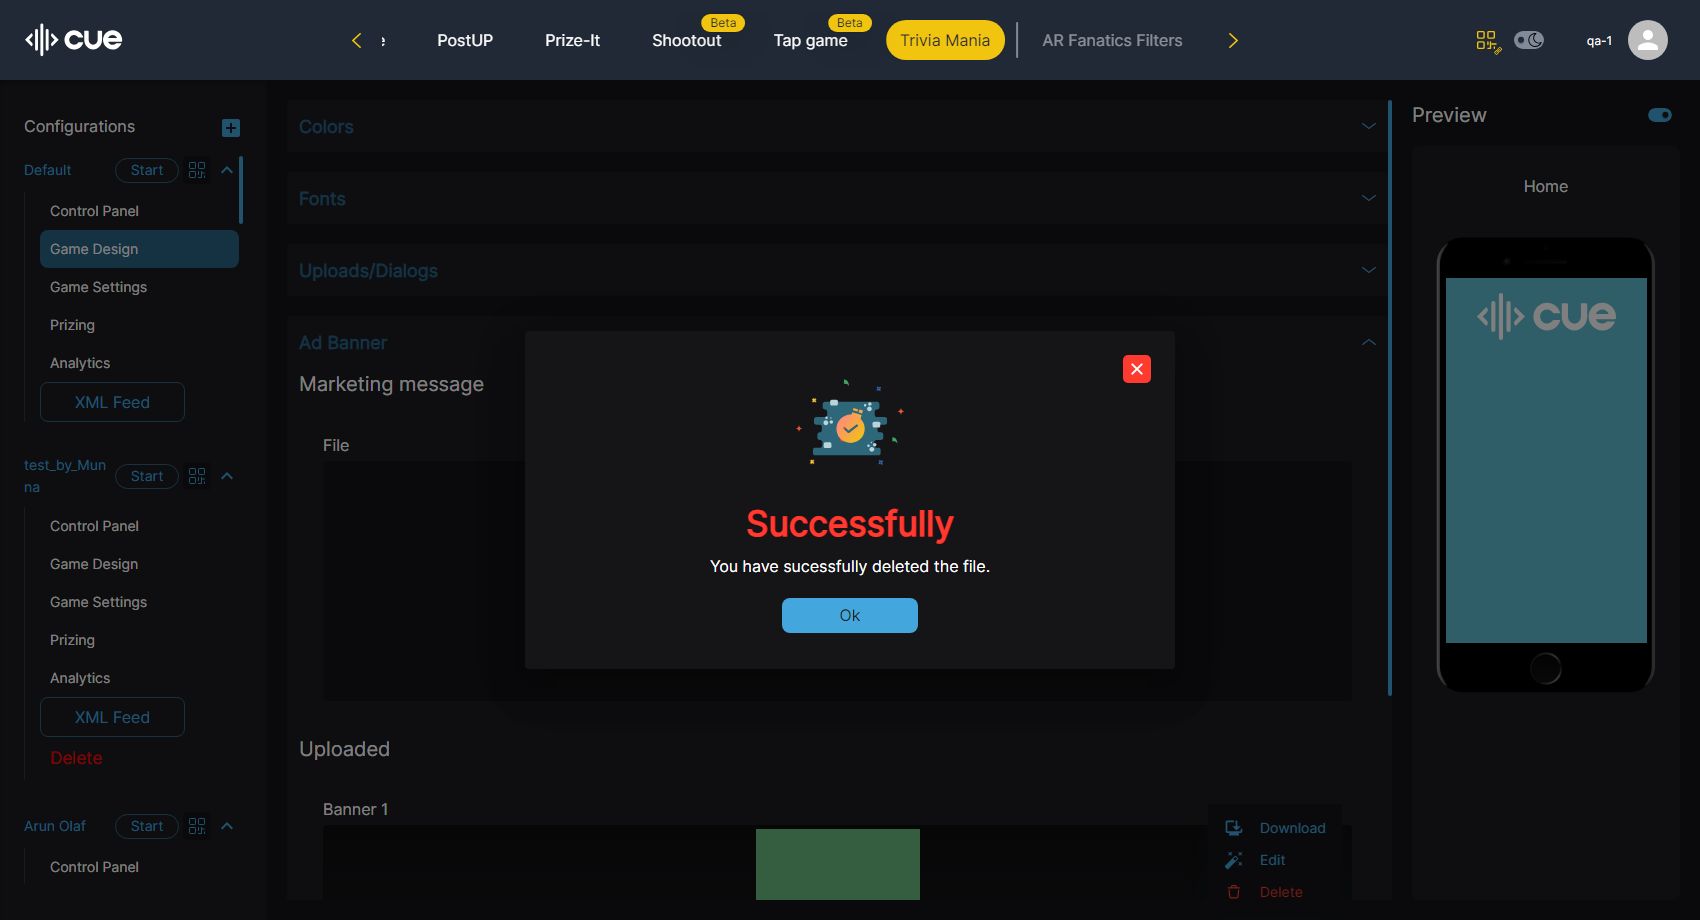 cue
PostUP
Prize-It
Beta
Shootout
Beta
Tap game
Trivia Mania
AR Fanatics Filters
qa-1
Configurations
Default
Start
Control Panel
Game Design
Game Settings
Prizing
Analytics
XML Feed
test_by_Mun
na
Start
Control Panel
Game Design
Game Settings
Prizing
Analytics
XML Feed
Delete
Arun Olaf
Start
Control Panel
Colors
Fonts
Uploads/Dialogs
Ad Banner
Marketing message
File
Successfully
You have sucessfully deleted the file.
Ok
Uploaded
Banner 1
Download
Edit
Delete
Preview
Home
cue